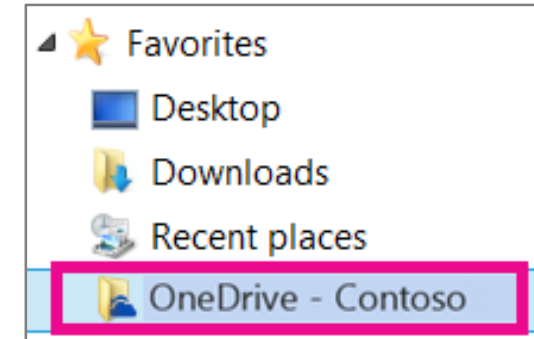 Favorites
Desktop
Downloads
Recent places
OneDrive - Contoso